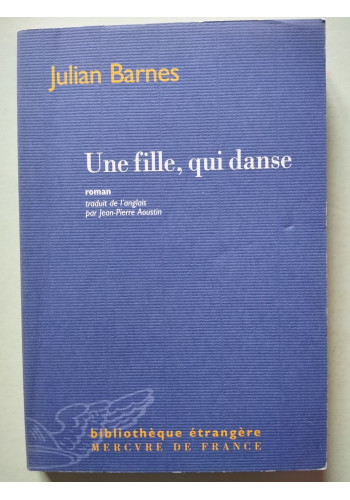 Julian Barnes
Une fille, qui danse
roman
traduit de l'anglais
par Jean-Pierre Aoustin
bibliothèque étrangère
MERCVRE DE FRANCE